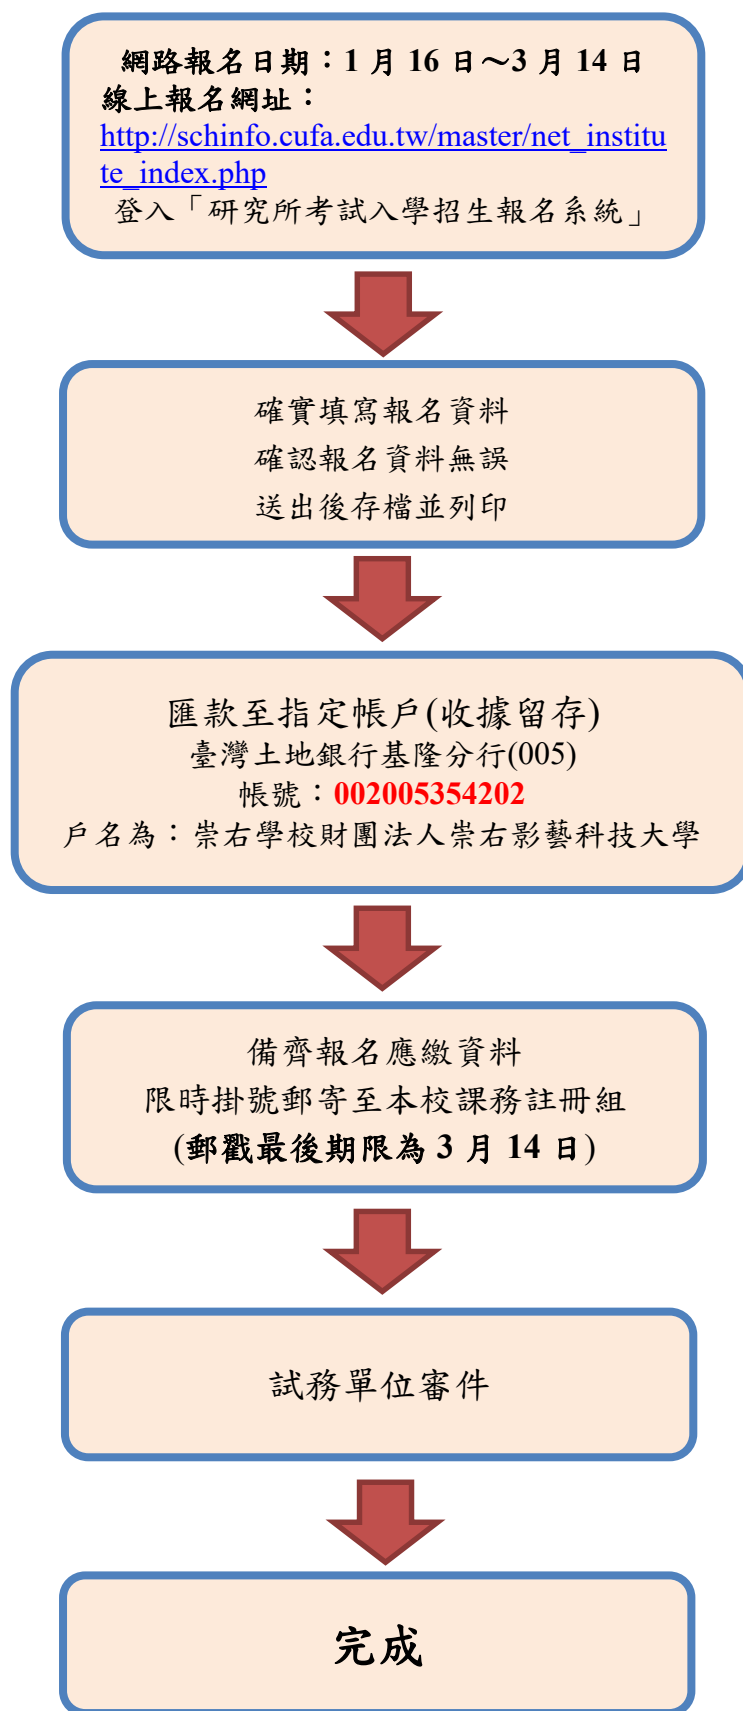 網路報名日期：1 月 16 日～3 月 14 日
線上報名網址：
http://schinfo.cufa.edu.tw/master/net_institu
te_index.php
登入「研究所考試入學招生報名系統」
確實填寫報名資料
確認報名資料無誤
送出後存檔並列印
匯款至指定帳戶(收據留存)
臺灣土地銀行基隆分行(005)
帳號：002005354202
戶名為：崇右學校財團法人崇右影藝科技大學
備齊報名應繳資料
限時掛號郵寄至本校課務註冊組
(郵戳最後期限為 3 月 14 日)
試務單位審件
完成